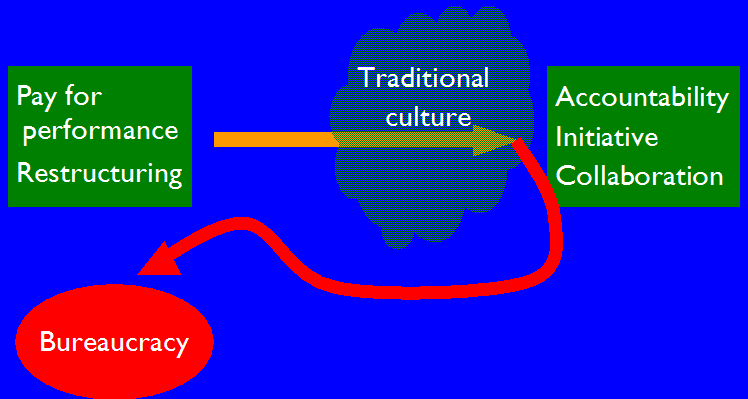 Pay for
performance
Restructuring
Traditional
culture
Accountability
Initiative
Collaboration
Bureaucracy